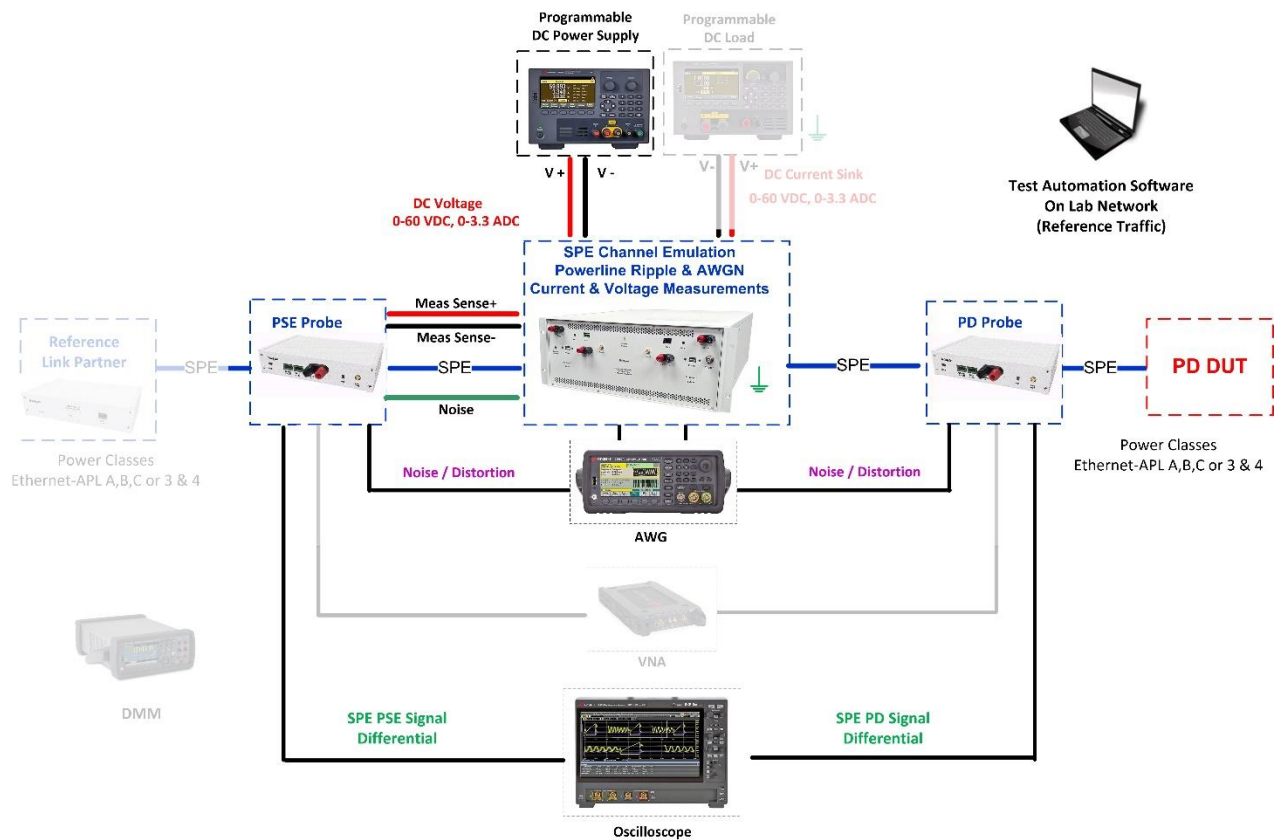 Programmable
DC Power Supply
Programmable
DC Load
V +
V -
V-
V+
DC Voltage
0-60 VDC, 0-3.3 ADC
DC Current Sink
0-60 VDC, 0-3.3 ADC
Test Automation Software
On Lab Network
(Reference Traffic)
SPE Channel Emulation
Powerline Ripple & AWGN
Current & Voltage Measurements
Reference
Link Partner
SPE
PSE Probe
Meas Sense+
Meas Sense-
SPE
Noise
SPE
PD Probe
SPE
PD DUT
Power Classes
Ethernet-APL A,B,C or 3 & 4
Power Classes
Ethernet-APL A,B,C or 3 & 4
Noise / Distortion
Noise / Distortion
AWG
VNA
DMM
SPE PSE Signal
Differential
SPE PD Signal
Differential
Oscilloscope